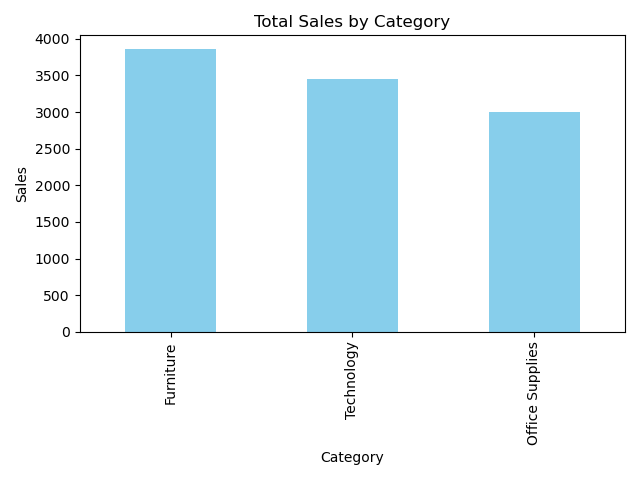 Total Sales by Category
4000
3500
3000
2500
2000
1500
1000
500
0
Sales
Furniture
Technology
Office Supplies
Category